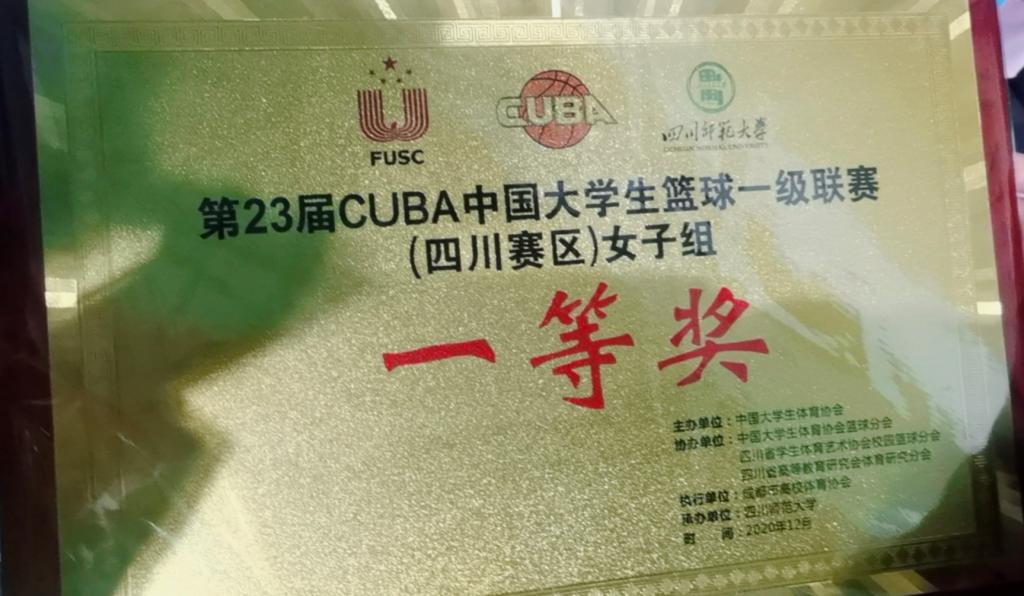 FUSC
CUBA
四川师范大学
SICHUAN NORMAL UNIVERSITY
第23届CUBA中国大学生篮球一级联赛
(四川赛区)女子组
一等奖
主办单位：中国大学生体育协会
协办单位：中国大学生体育协会篮球分会
四川省学生体育艺术协会校园篮球分会
四川省高等教育研究会体育研究分会
执行单位：成都市高校体育协会
承办单位：四川师范大学
时 间：2020年12月